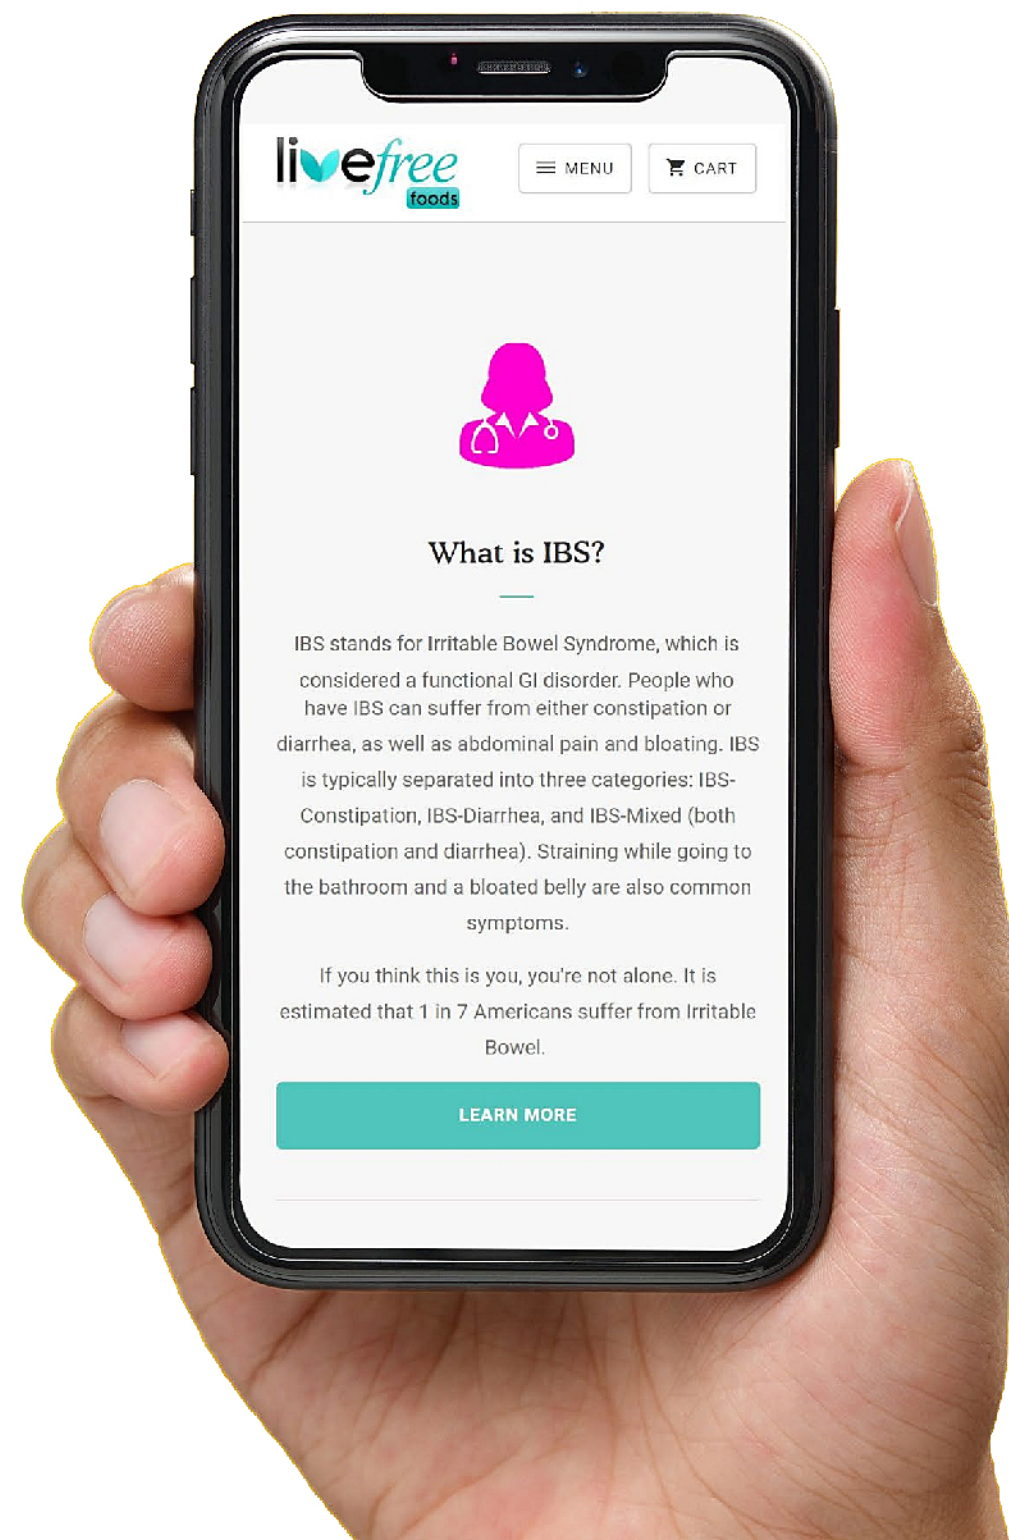 livefree
foods
MENU
CART
What is IBS?
IBS stands for Irritable Bowel Syndrome, which is
considered a functional GI disorder. People who
have IBS can suffer from either constipation or
diarrhea, as well as abdominal pain and bloating. IBS
is typically separated into three categories: IBS-
Constipation, IBS-Diarrhea, and IBS-Mixed (both
constipation and diarrhea). Straining while going to
the bathroom and a bloated belly are also common
symptoms.
If you think this is you, you're not alone. It is
estimated that 1 in 7 Americans suffer from Irritable
Bowel.
LEARN MORE